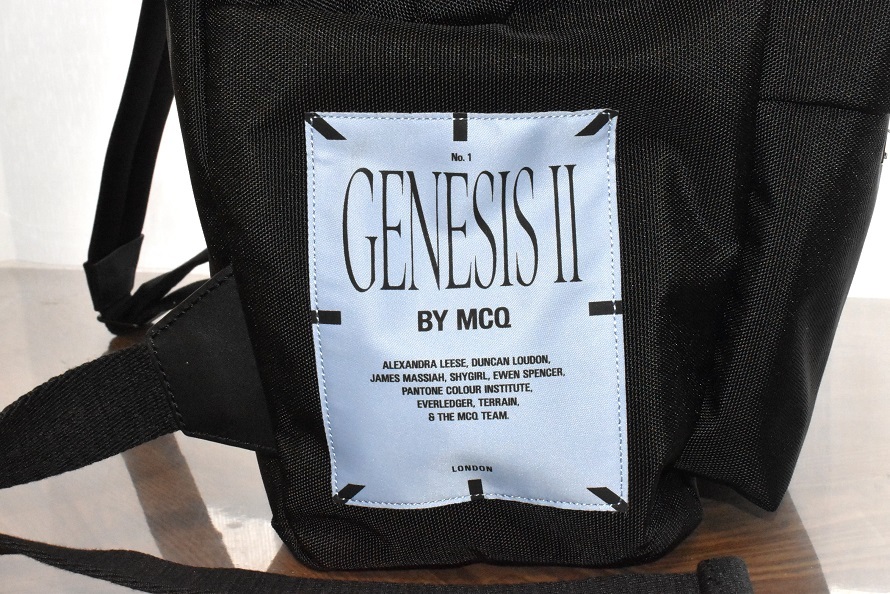 No. 1
GENESIS II
BY MCQ
ALEXANDRA LEESE, DUNCAN LOUDON,
JAMES MASSIAH, SHYGIRL, EWEN SPENCER,
PANTONE COLOUR INSTITUTE,
EVERLEDGER, TERRAIN,
& THE MCQ TEAM.
LONDON